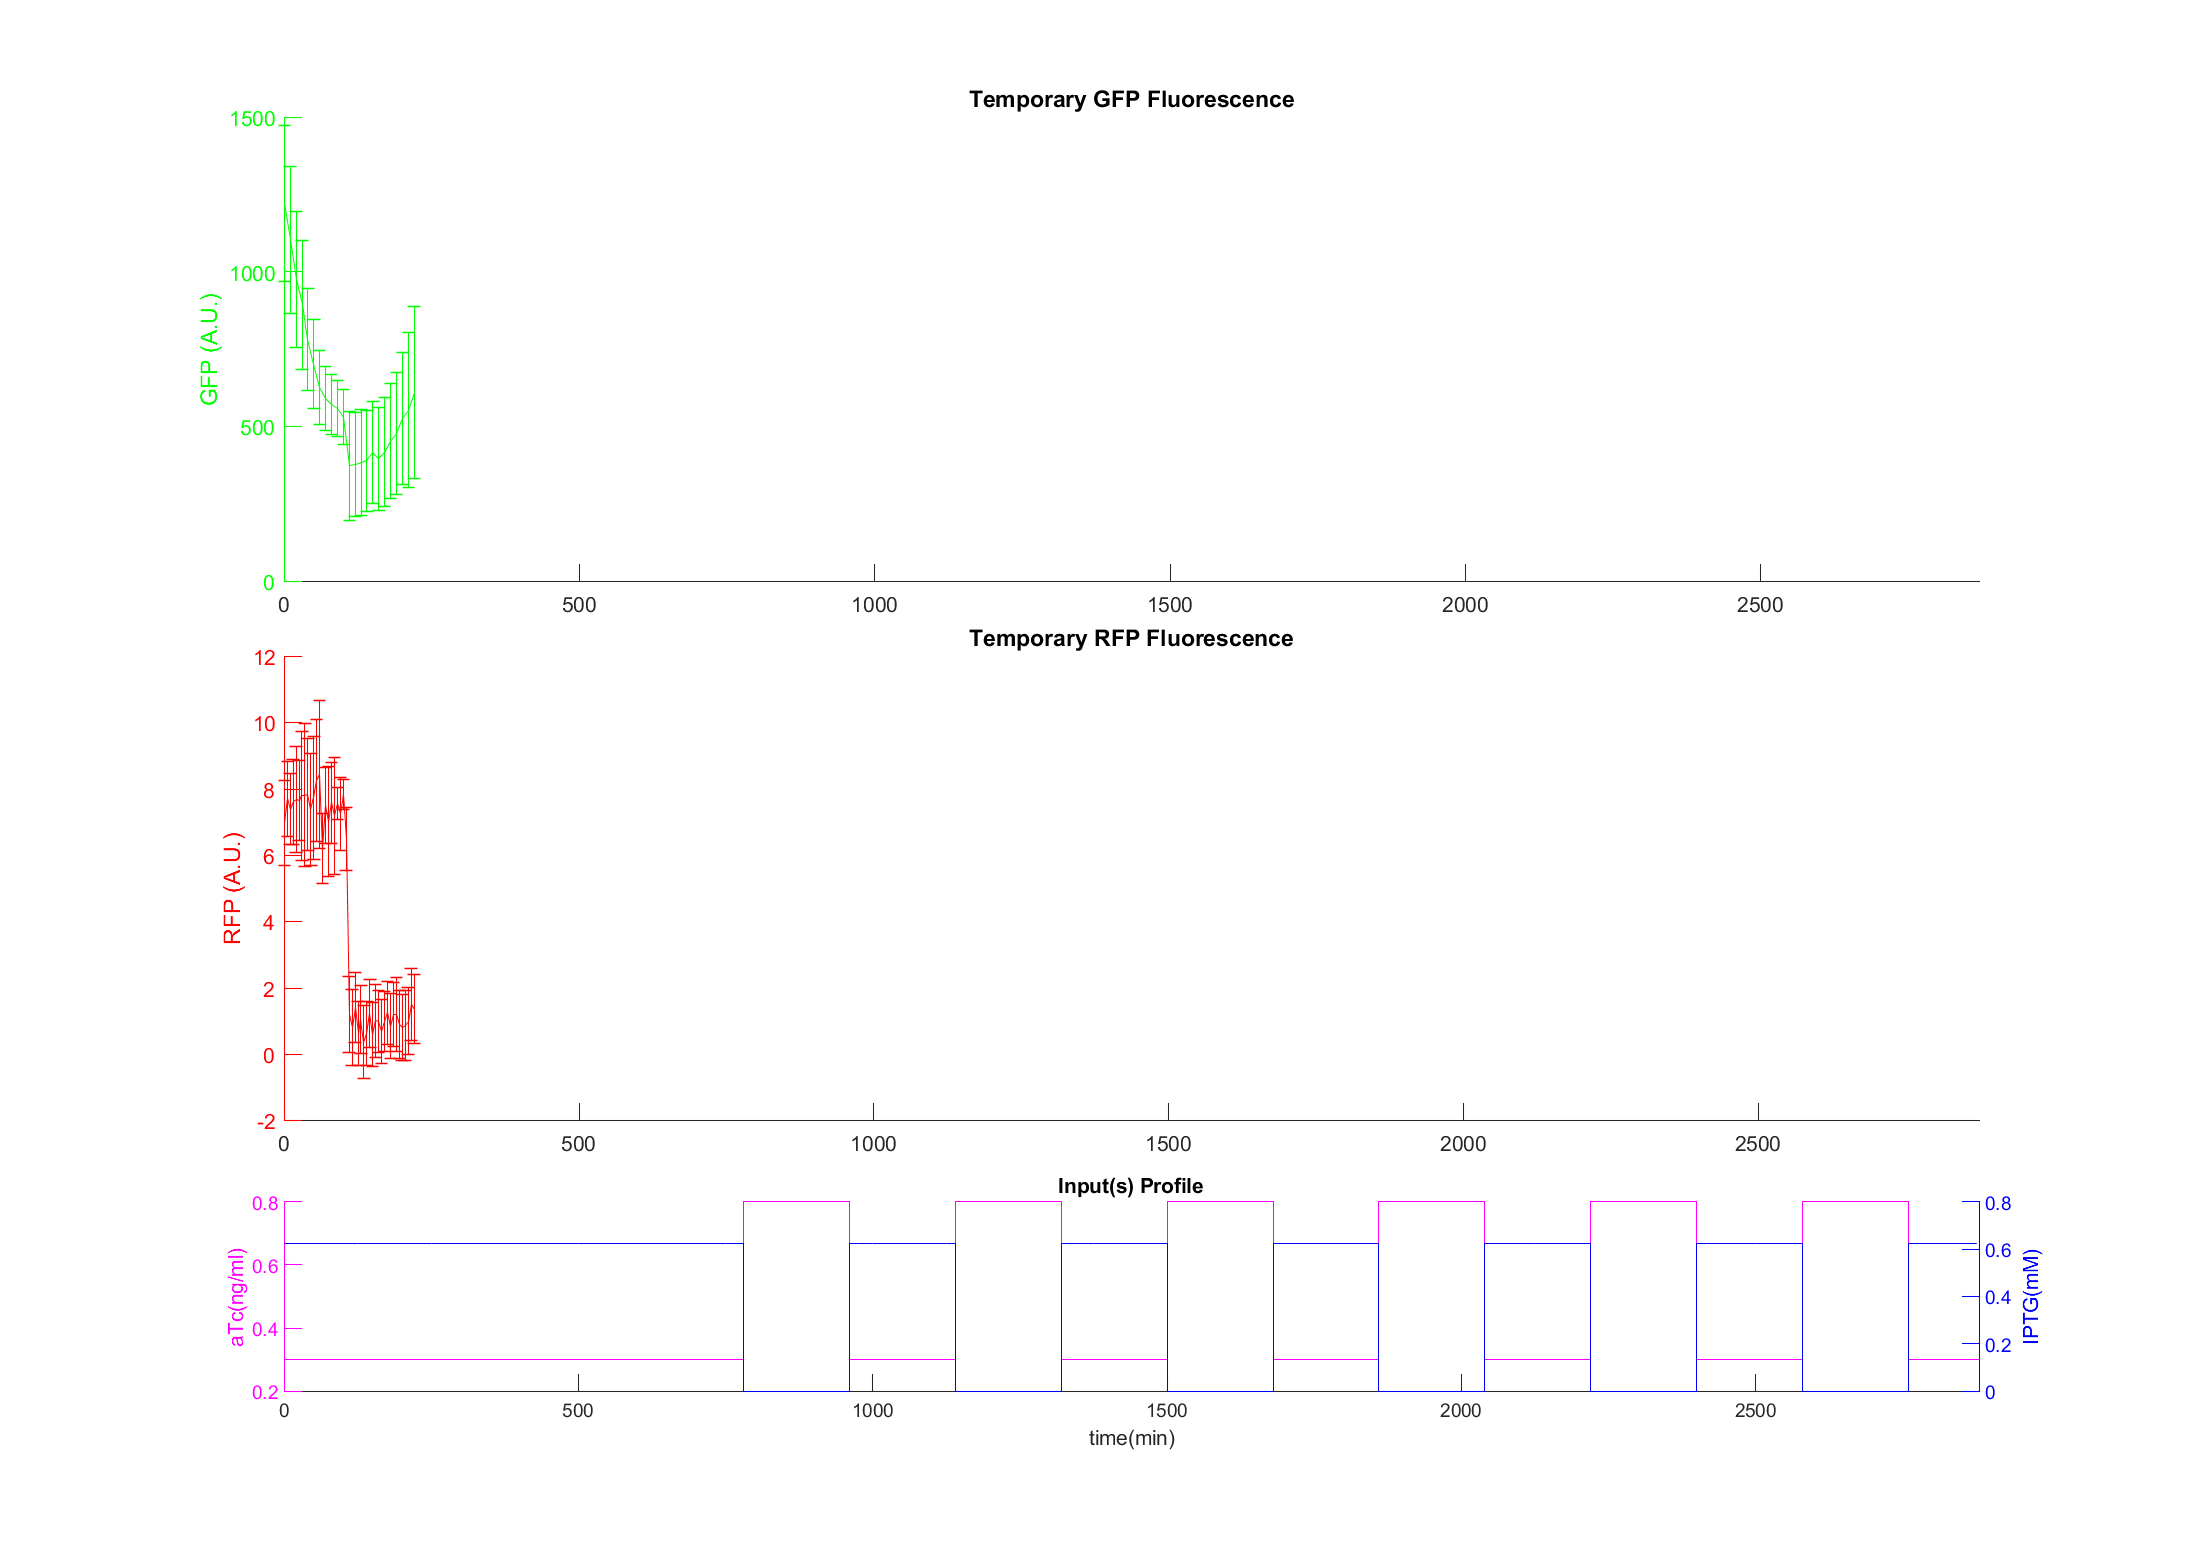 Temporary GFP Fluorescence
1500
1000
500
0
GFP (A.U.)
0 500 1000 1500 2000 2500
Temporary RFP Fluorescence
12
10
8
6
4
2
0
-2
RFP (A.U.)
0 500 1000 1500 2000 2500
Input(s) Profile
0.8
0.6
0.4
0.2
aTc(ng/ml)
0.8
0.6
0.4
0.2
0
IPTG(mM)
0 500 1000 1500 2000 2500
time(min)